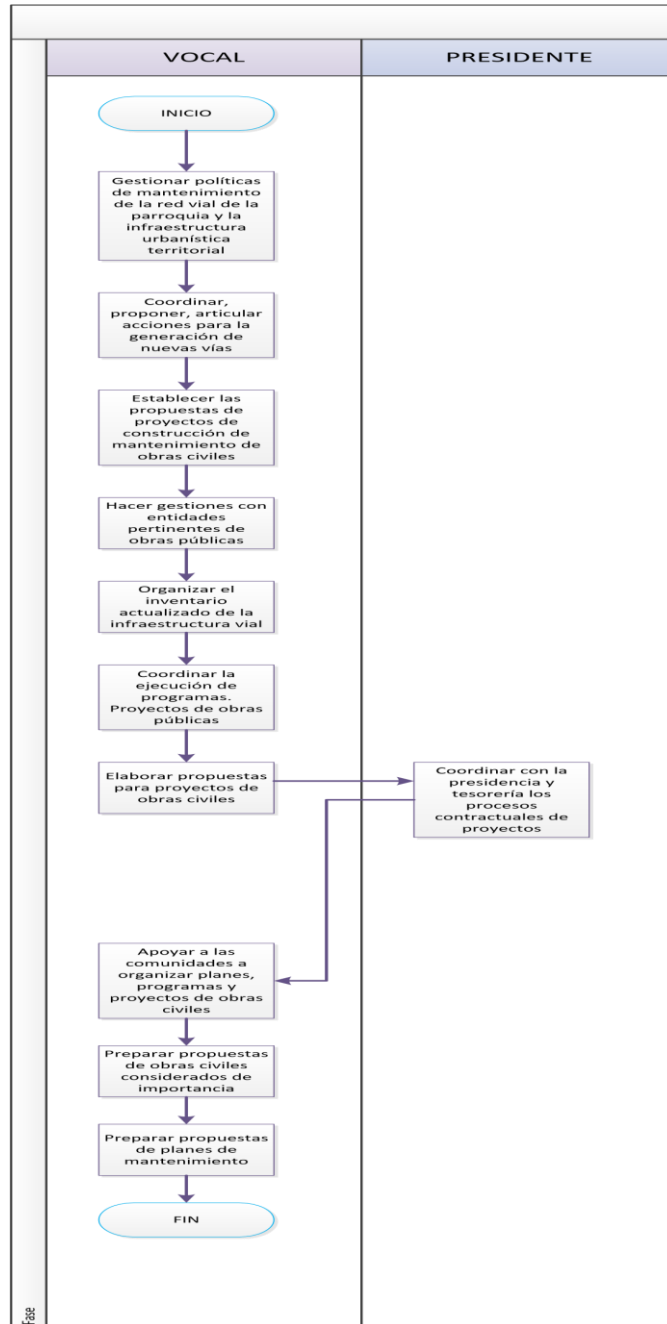 VOCAL
PRESIDENTE
INICIO
Gestionar políticas
de mantenimiento
de la red vial de la
parroquia y la
infraestructura
urbanística
territorial
Coordinar,
proponer, articular
acciones para la
generación de
nuevas vías
Establecer las
propuestas de
proyectos de
construcción de
mantenimiento de
obras civiles
Hacer gestiones con
entidades
pertinentes de
obras públicas
Organizar el
inventario
actualizado de la
infraestructura vial
Coordinar la
ejecución de
programas.
Proyectos de obras
públicas
Elaborar propuestas
para proyectos de
obras civiles
Coordinar con la
presidencia y
tesorería los
procesos
contractuales de
proyectos
Apoyar a las
comunidades a
organizar planes,
programas y
proyectos de obras
civiles
Preparar propuestas
de obras civiles
considerados de
importancia
Preparar propuestas
de planes de
mantenimiento
FIN
Fase